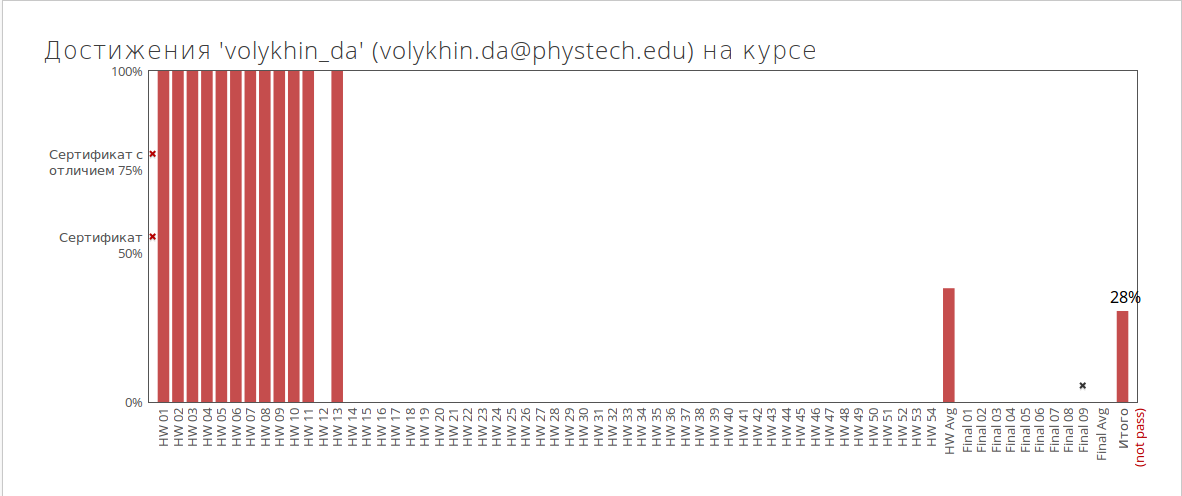 Достижения 'volykhin_da' (volykhin.da@phystech.edu) на курсе
100%
Сертификат с
отличием 75%
Сертификат
50%
0%
28%
HW 01
HW 02
HW 03
HW 04
HW 05
HW 06
HW 07
HW 08
HW 09
HW 10
HW 11
HW 12
HW 13
HW 14
HW 15
HW 16
HW 17
HW 18
HW 19
HW 20
HW 21
HW 22
HW 23
HW 24
HW 25
HW 26
HW 27
HW 28
HW 29
HW 30
HW 31
HW 32
HW 33
HW 34
HW 35
HW 36
HW 37
HW 38
HW 39
HW 40
HW 41
HW 42
HW 43
HW 44
HW 45
HW 46
HW 47
HW 48
HW 49
HW 50
HW 51
HW 52
HW 53
HW 54
HW Avg
Final 01
Final 02
Final 03
Final 04
Final 05
Final 06
Final 07
Final 08
Final 09
Final Avg
Итого
(not pass)